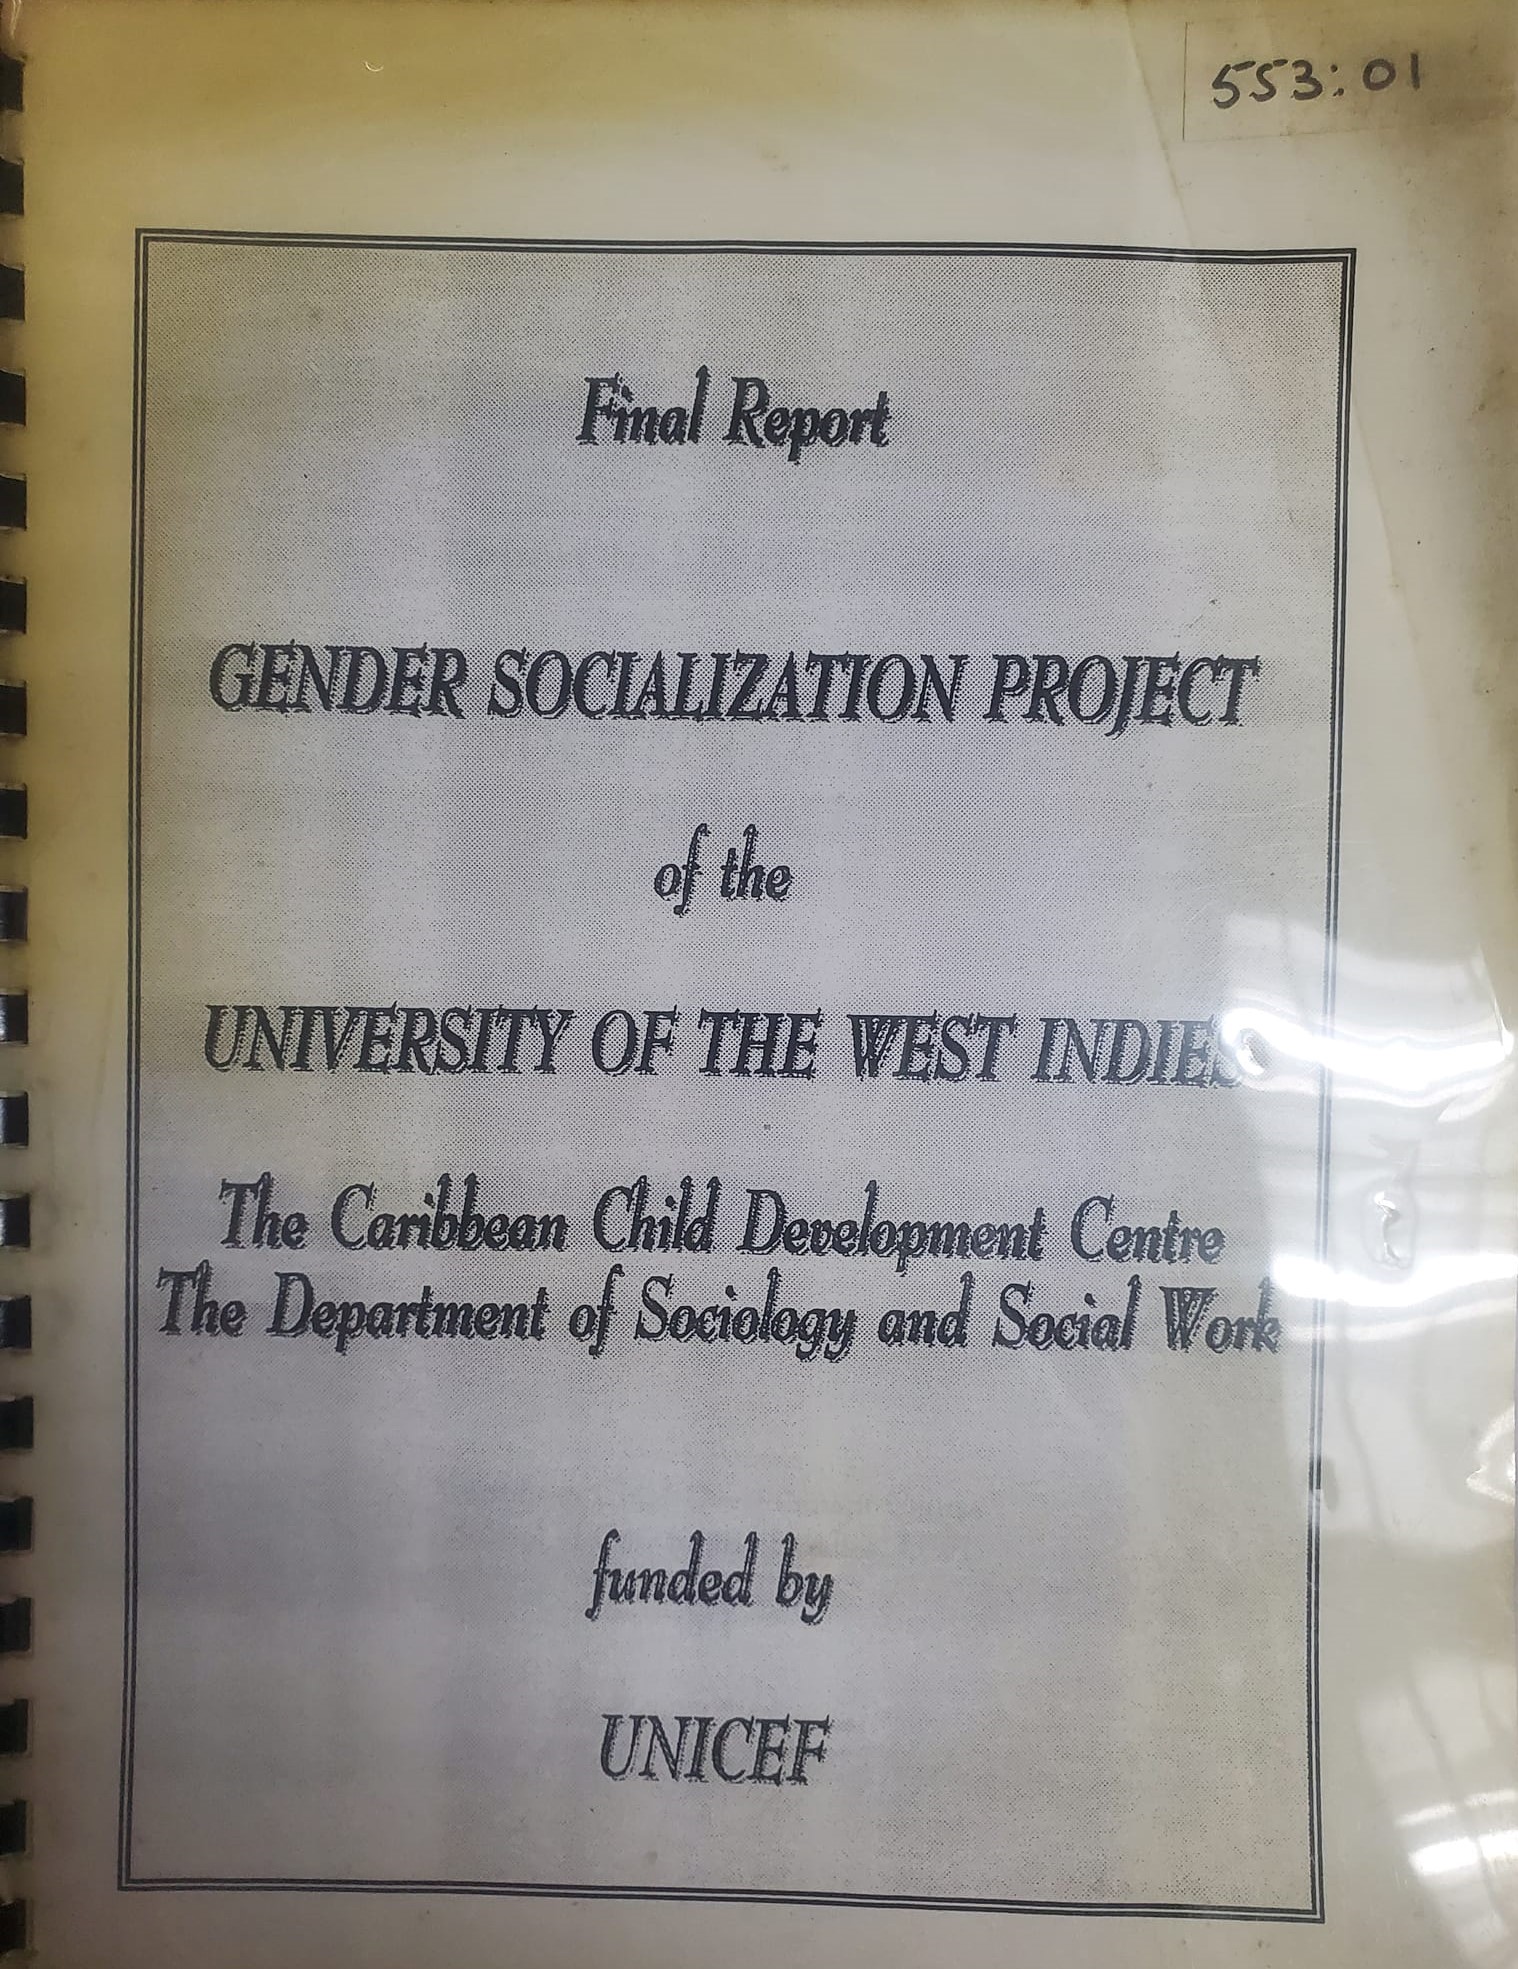 553:01
Final Report
GENDER SOCIALIZATION PROJECT
of the
UNIVERSITY OF THE WEST INDIES
The Caribbean Child Development Centre
The Department of Sociology and Social Work
funded by
UNICEF